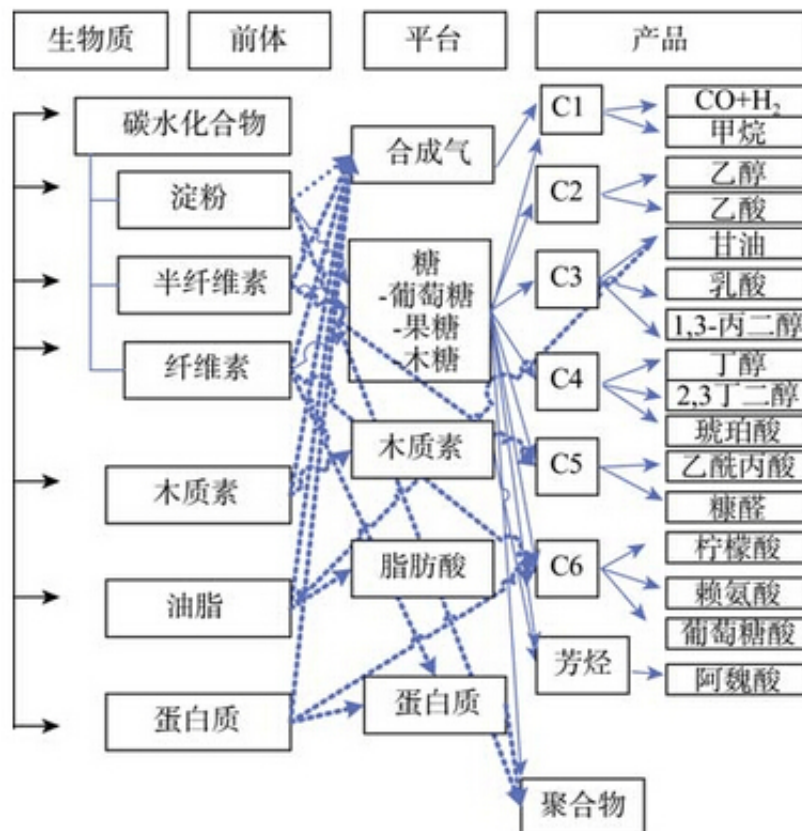 生物质
前体
平台
产品
碳水化合物
淀粉
半纤维素
纤维素
木质素
油脂
蛋白质
合成气
糖
-葡萄糖
-果糖
-木糖
木质素
脂肪酸
蛋白质
C1
C2
C3
C4
C5
C6
芳烃
聚合物
CO+H₂
甲烷
乙醇
乙酸
甘油
乳酸
1,3-丙二醇
丁醇
2,3丁二醇
琥珀酸
乙酰丙酸
糠醛
柠檬酸
赖氨酸
葡萄糖酸
阿魏酸